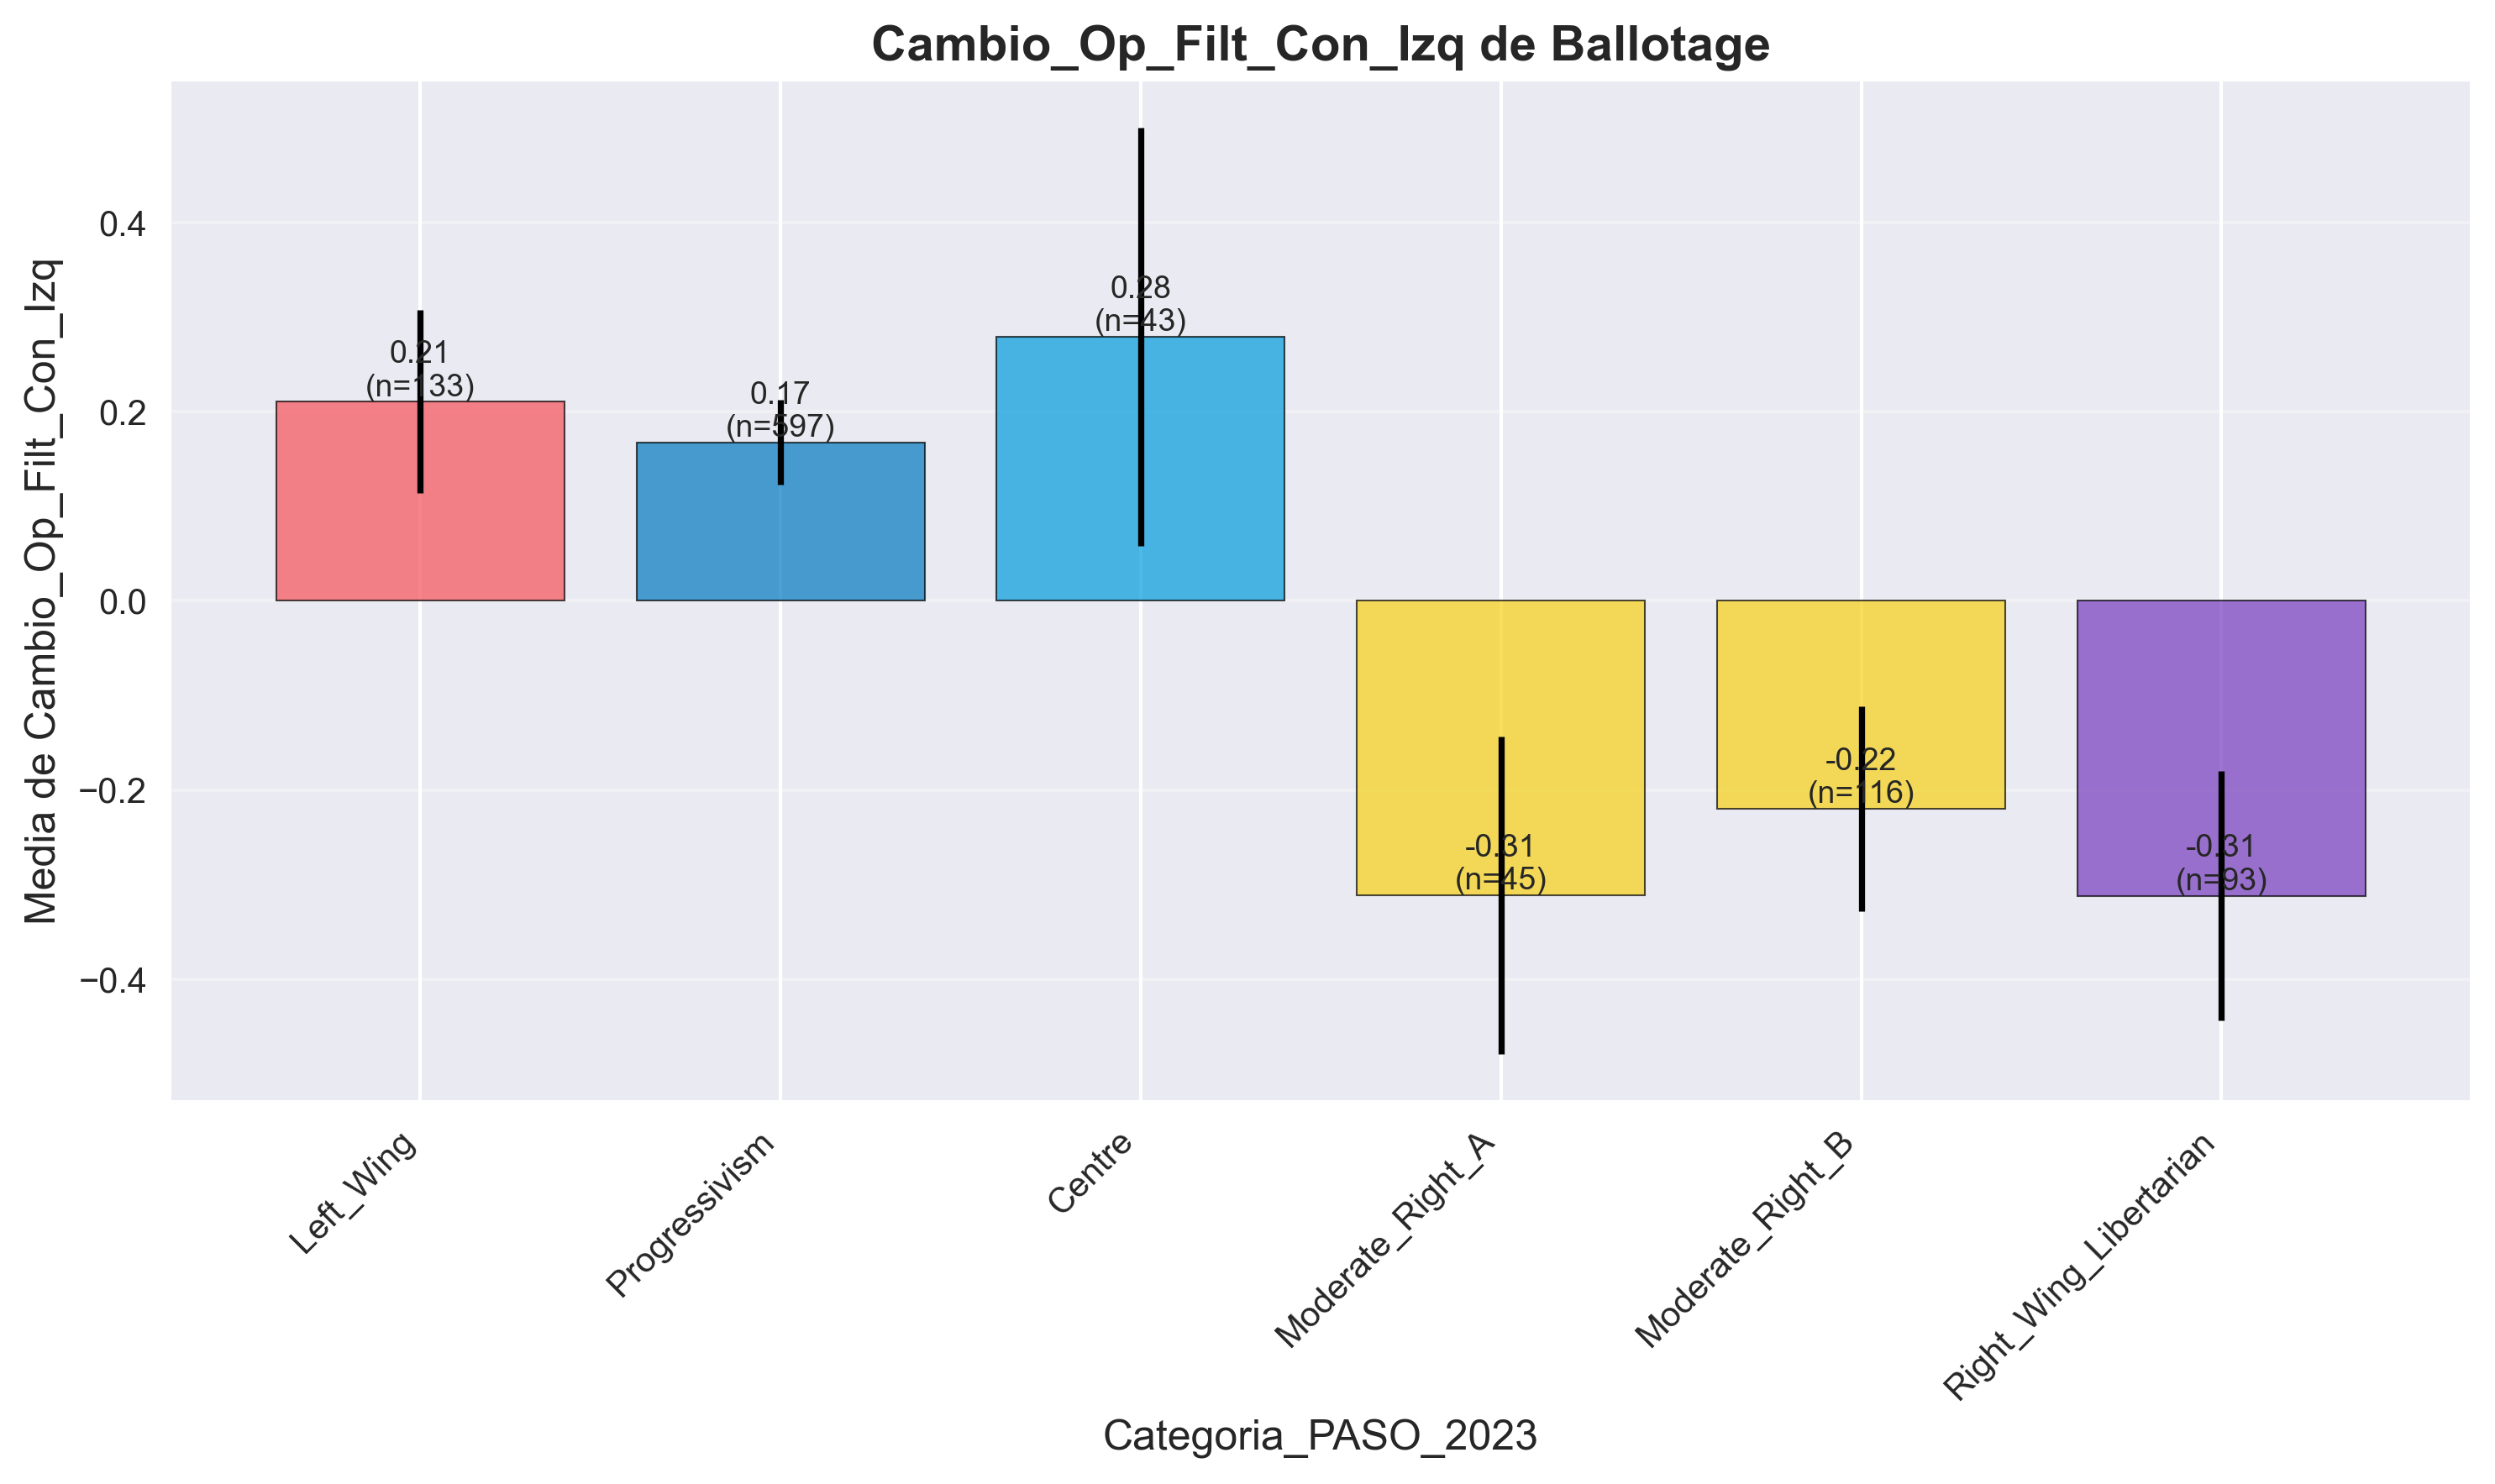 Cambio_Op_Filt_Con_Izq de Ballotage
Media de Cambio_Op_Filt_Con_Izq
0.4
0.2
0.0
−0.2
−0.4
0.21
(n=133)
0.17
(n=597)
0.28
(n=43)
-0.31
(n=45)
-0.22
(n=116)
-0.31
(n=93)
Left_Wing
Progressivism
Centre
Moderate_Right_A
Moderate_Right_B
Right_Wing_Libertarian
Categoria_PASO_2023